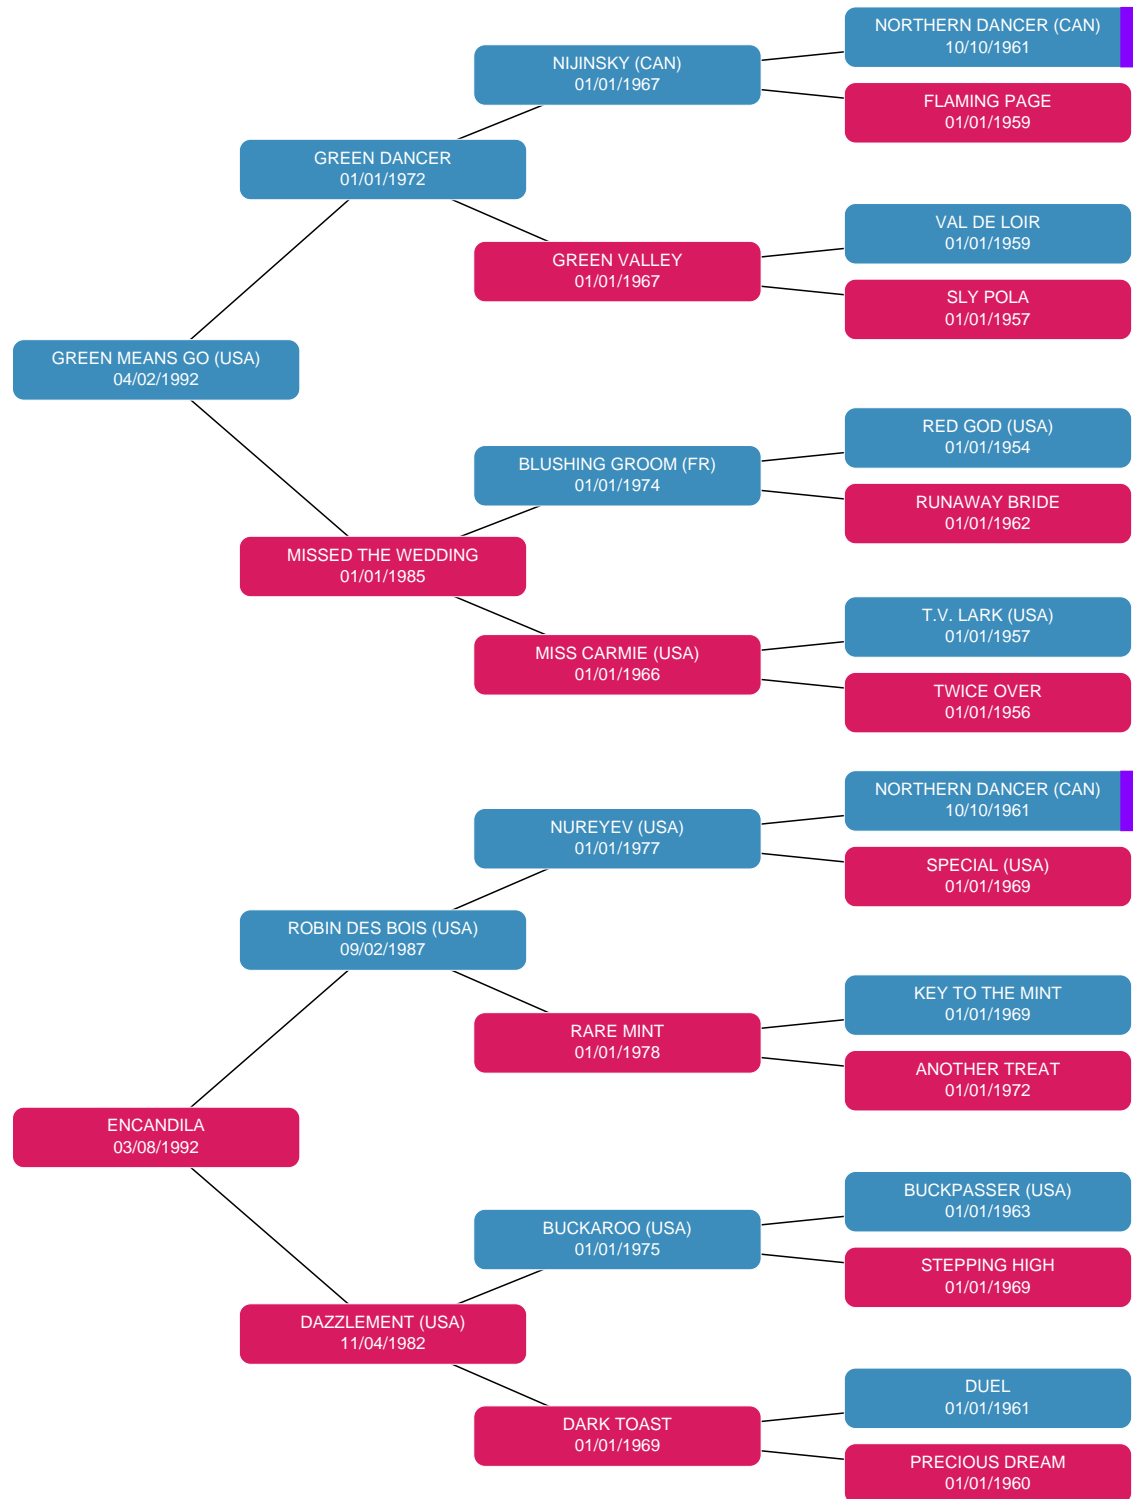 NORTHERN DANCER (CAN)
10/10/1961
NIJINSKY (CAN)
01/01/1967
FLAMING PAGE
01/01/1959
GREEN DANCER
01/01/1972
VAL DE LOIR
01/01/1959
GREEN VALLEY
01/01/1967
SLY POLA
01/01/1957
GREEN MEANS GO (USA)
04/02/1992
RED GOD (USA)
01/01/1954
BLUSHING GROOM (FR)
01/01/1974
RUNAWAY BRIDE
01/01/1962
MISSED THE WEDDING
01/01/1985
T.V. LARK (USA)
01/01/1957
MISS CARMIE (USA)
01/01/1966
TWICE OVER
01/01/1956
NORTHERN DANCER (CAN)
10/10/1961
NUREYEV (USA)
01/01/1977
SPECIAL (USA)
01/01/1969
ROBIN DES BOIS (USA)
09/02/1987
KEY TO THE MINT
01/01/1969
RARE MINT
01/01/1978
ANOTHER TREAT
01/01/1972
ENCANDILA
03/08/1992
BUCKPASSER (USA)
01/01/1963
BUCKAROO (USA)
01/01/1975
STEPPING HIGH
01/01/1969
DAZZLEMENT (USA)
11/04/1982
DUEL
01/01/1961
DARK TOAST
01/01/1969
PRECIOUS DREAM
01/01/1960